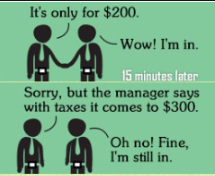 It's only for $200.
Wow! I'm in.
15 minutes later
Sorry, but the manager says
with taxes it comes to $300.
Oh no! Fine,
I'm still in.